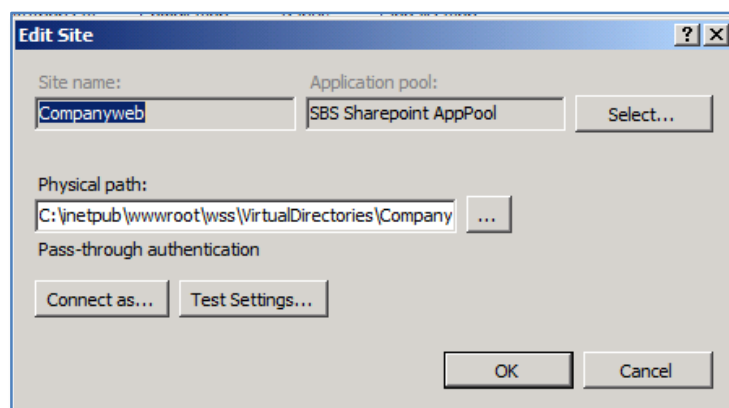 Edit Site
? X
Site name:
Application pool:
Companyweb
SBS Sharepoint AppPool
Select...
Physical path:
C:\inetpub\wwwroot\wss\VirtualDirectories\Company
...
Pass-through authentication
Connect as...
Test Settings...
OK
Cancel